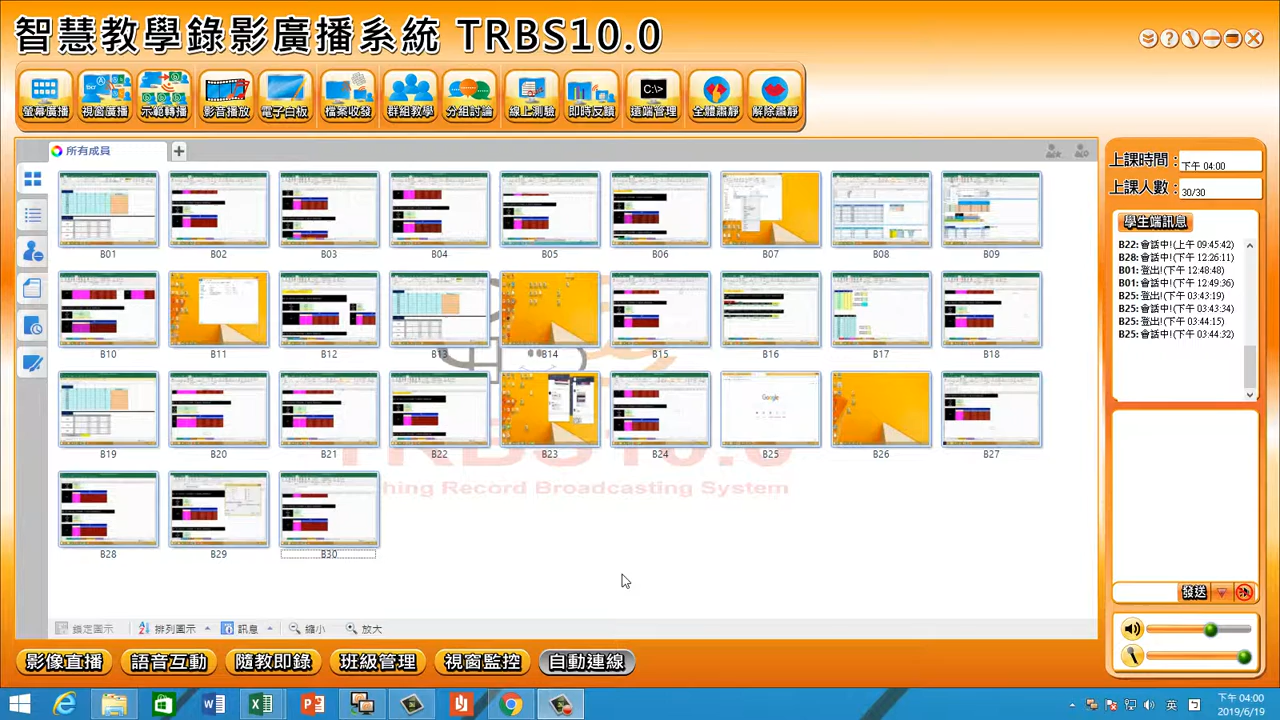 智慧教學錄影廣播系統 TRBS10.0
螢幕廣播
視窗廣播
示範轉播
影音播放
電子白板
檔案收發
群組教學
分組討論
線上測驗
即時反饋
C:\>
遠端管理
全體肅靜
解除肅靜
所有成員
上課時間：
下午 04:00
上課人數：
30/30
學生端訊息
B22: 會話中!(上午 09:45:42)
B28: 會話中!(下午 12:26:11)
B01: 登出!(下午 12:48:48)
B01: 會話中!(下午 12:49:36)
B25: 登出!(下午 03:43:19)
B25: 會話中!(下午 03:43:34)
B25: 登出!(下午 03:44:15)
B25: 會話中!(下午 03:44:32)
B01
B02
B03
B04
B05
B06
B07
B08
B09
B10
B11
B12
B13
B14
B15
B16
B17
B18
B19
B20
B21
B22
B23
B24
Google
B25
B26
B27
TRBS10.0
hing Record Broadcasting System
B28
B29
B30
發送
鎖定圖示
排列圖示
訊息
縮小
放大
影像直播
語音互動
隨教即錄
班級管理
視窗監控
自動連線
英
下午 04:00
2019/6/19